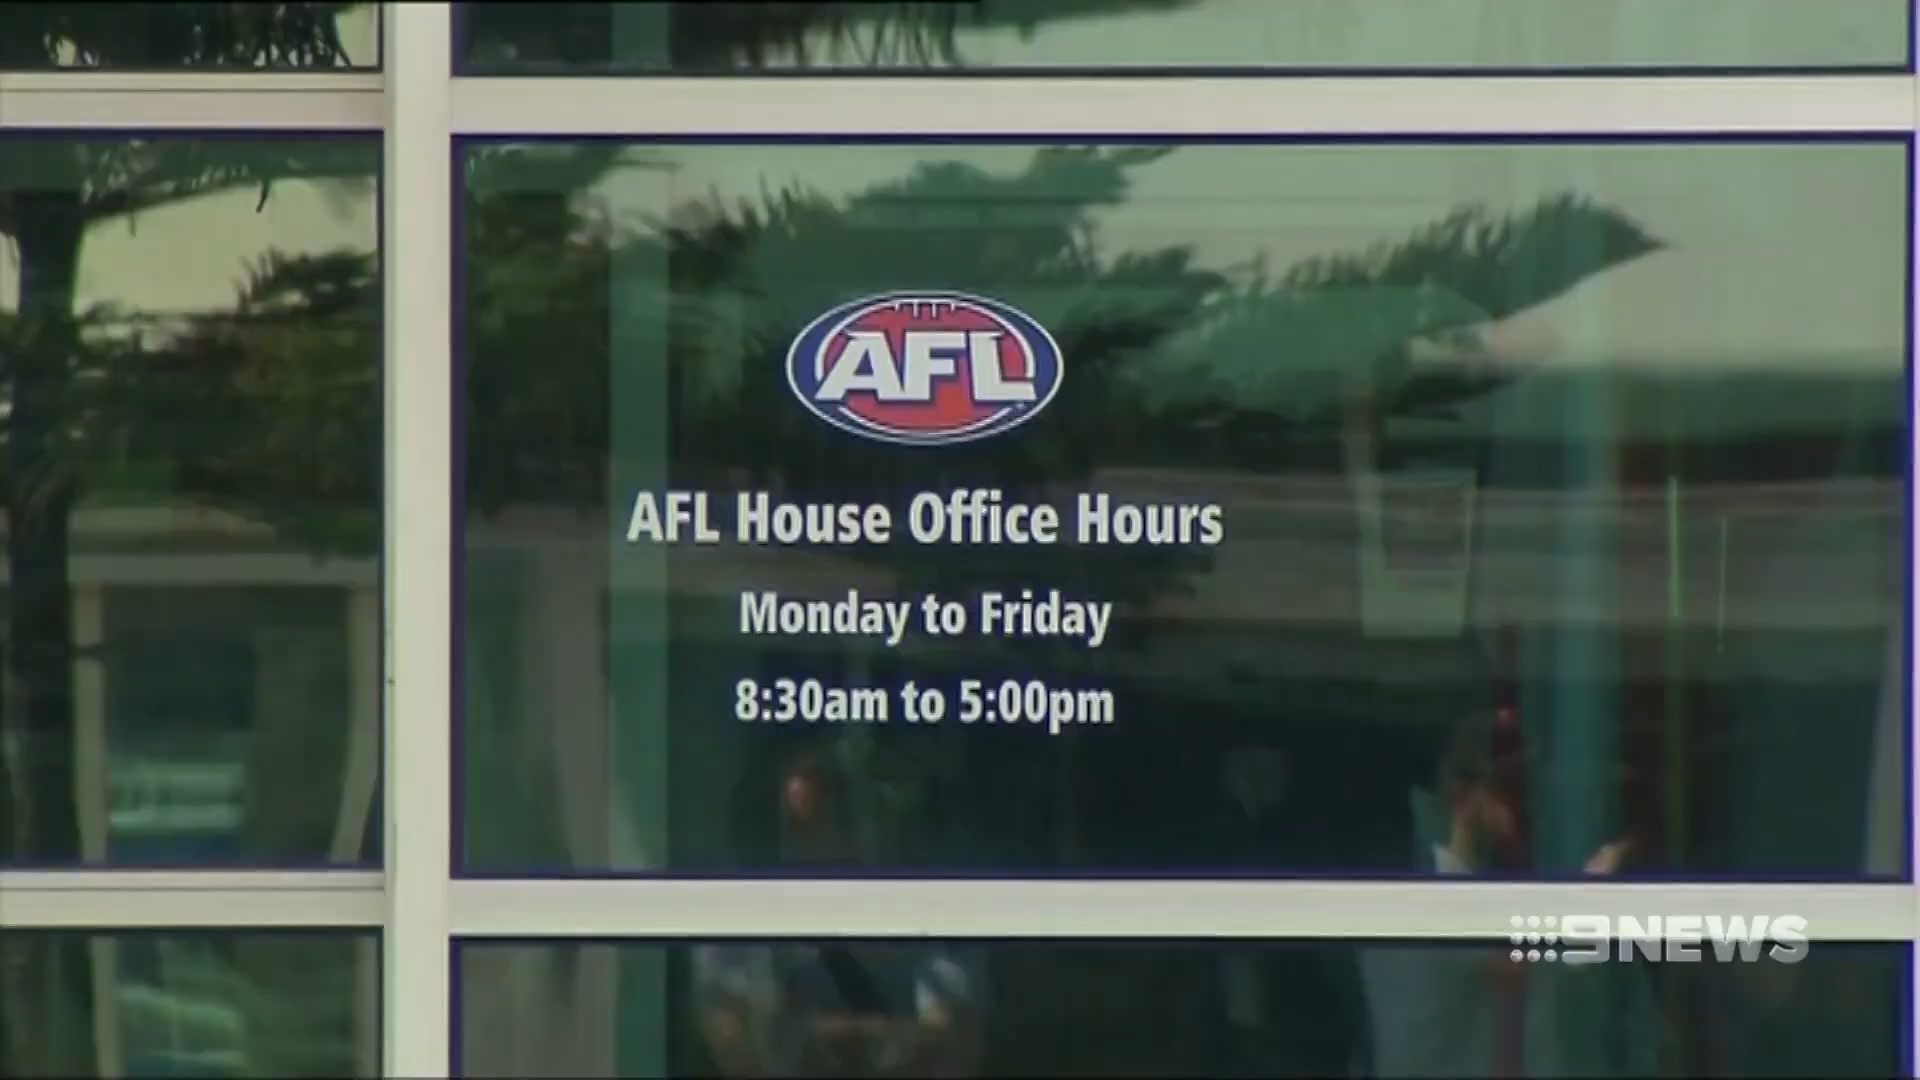 AFL
AFL House Office Hours
Monday to Friday
8:30am to 5:00pm
9NEWS